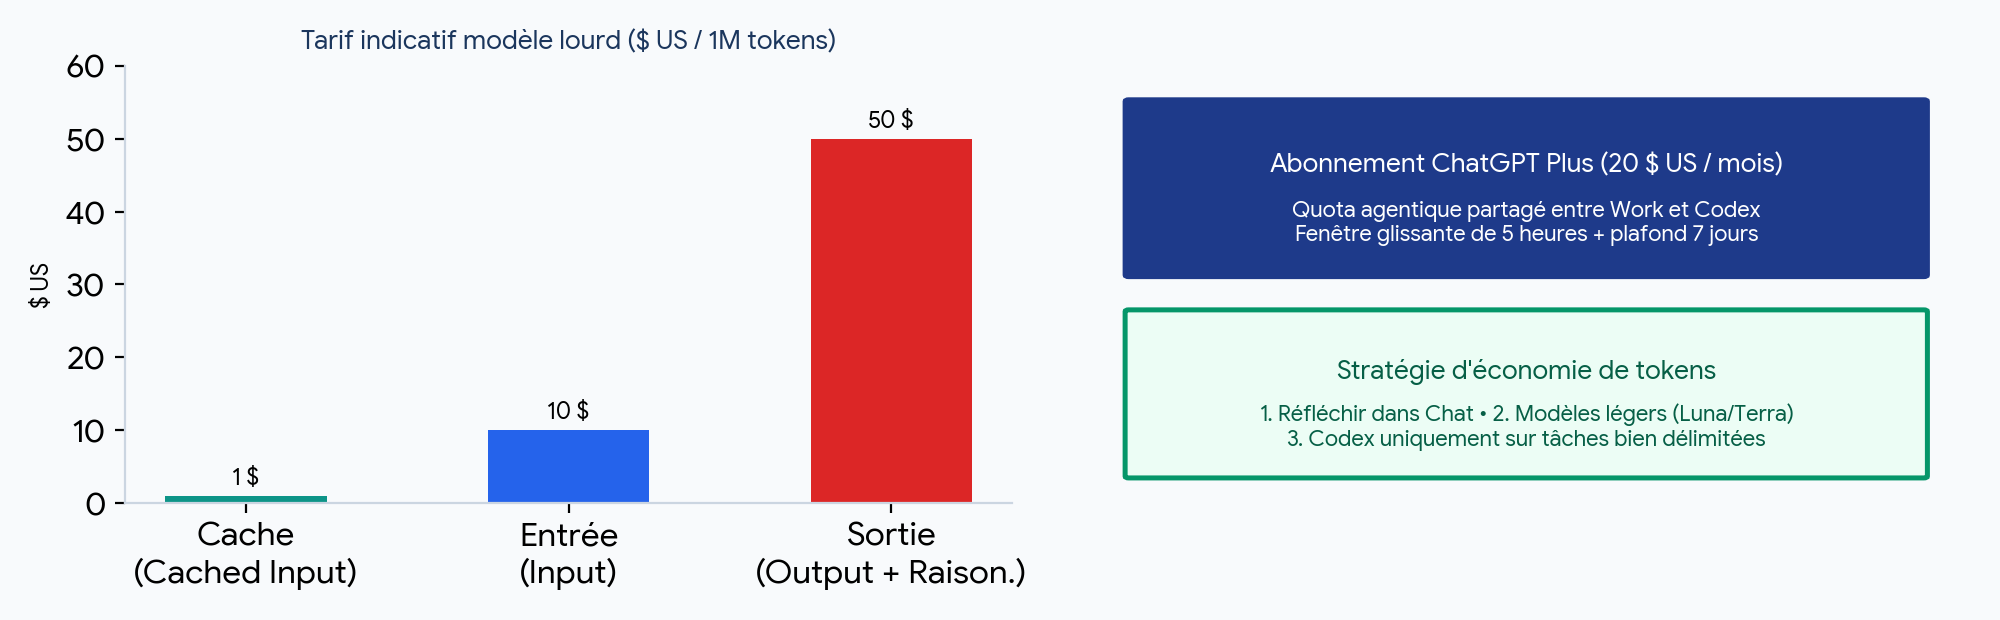 Tarif indicatif modèle lourd ($ US / 1M tokens)
60
50
40
30
20
10
0
$ US
1 $
10 $
50 $
Cache
(Cached Input)
Entrée
(Input)
Sortie
(Output + Raison.)
Abonnement ChatGPT Plus (20 $ US / mois)
Quota agentique partagé entre Work et Codex
Fenêtre glissante de 5 heures + plafond 7 jours
Stratégie d'économie de tokens
1. Réfléchir dans Chat • 2. Modèles légers (Luna/Terra)
3. Codex uniquement sur tâches bien délimitées